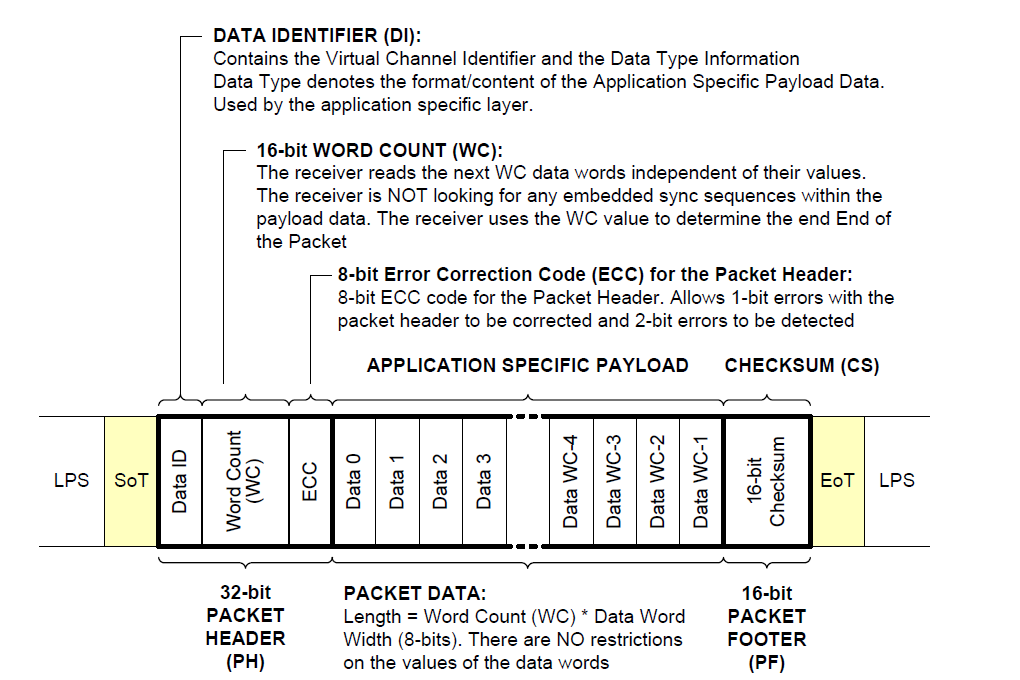 DATA IDENTIFIER (DI):
Contains the Virtual Channel Identifier and the Data Type Information
Data Type denotes the format/content of the Application Specific Payload Data.
Used by the application specific layer.
16-bit WORD COUNT (WC):
The receiver reads the next WC data words independent of their values.
The receiver is NOT looking for any embedded sync sequences within the
payload data. The receiver uses the WC value to determine the end End of
the Packet
8-bit Error Correction Code (ECC) for the Packet Header:
8-bit ECC code for the Packet Header. Allows 1-bit errors with the
packet header to be corrected and 2-bit errors to be detected
APPLICATION SPECIFIC PAYLOAD
CHECKSUM (CS)
LPS
SoT
Data ID
Word Count
(WC)
ECC
Data 0
Data 1
Data 2
Data 3
Data WC-4
Data WC-3
Data WC-2
Data WC-1
16-bit
Checksum
EoT
LPS
32-bit
PACKET
HEADER
(PH)
PACKET DATA:
Length = Word Count (WC) * Data Word
Width (8-bits). There are NO restrictions
on the values of the data words
16-bit
PACKET
FOOTER
(PF)